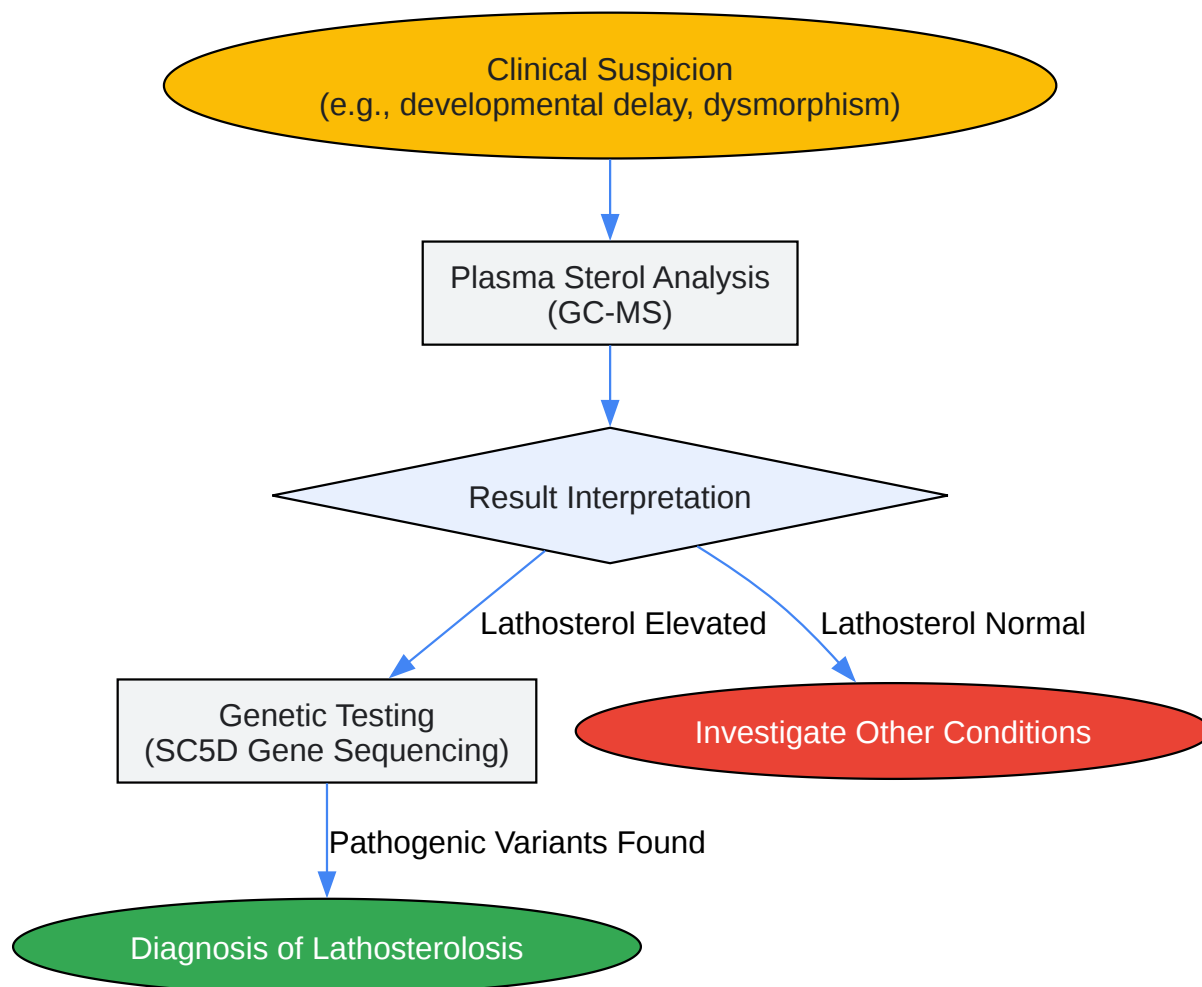 Clinical Suspicion
(e.g., developmental delay, dysmorphism)
Plasma Sterol Analysis
(GC-MS)
Result Interpretation
Lathosterol Elevated
Lathosterol Normal
Genetic Testing
(SC5D Gene Sequencing)
Investigate Other Conditions
Pathogenic Variants Found
Diagnosis of Lathosterolosis